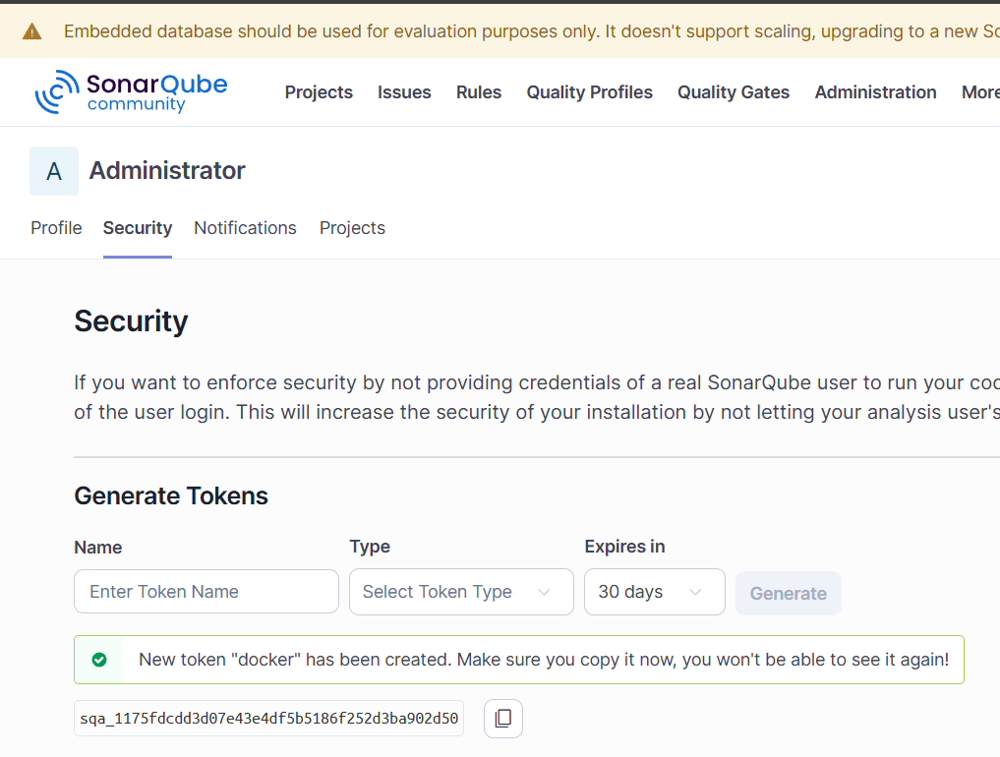 Embedded database should be used for evaluation purposes only. It doesn't support scaling, upgrading to a new
SonarQube
community
Projects Issues Rules Quality Profiles Quality Gates Administration More
A Administrator
Profile Security Notifications Projects
Security
If you want to enforce security by not providing credentials of a real SonarQube user to run your
of the user login. This will increase the security of your installation by not letting your analysis user's
Generate Tokens
Name Type Expires in
Enter Token Name Select Token Type 30 days Generate
New token "docker" has been created. Make sure you copy it now, you won't be able to see it again!
sqa_1175fdcdd3d07e43e4df5b5186f252d3ba902d50